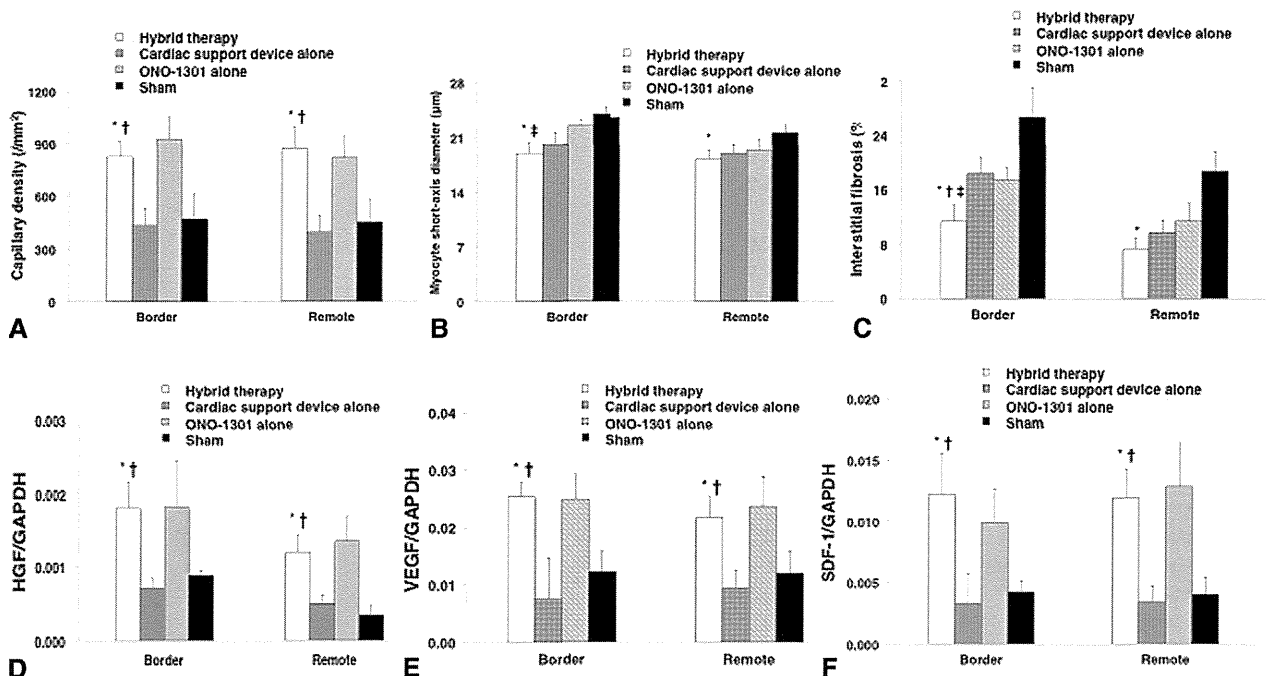 Hybrid therapy
Cardiac support device alone
ONO-1301 alone
Sham
Capillary density (/mm²)
1200
900
600
300
0
* †
* †
Border
Remote
A
Hybrid therapy
Cardiac support device alone
ONO-1301 alone
Sham
Myocyte short-axis diameter (µm)
28
21
14
7
0
* ‡
*
Border
Remote
B
Hybrid therapy
Cardiac support device alone
ONO-1301 alone
Sham
Interstitial fibrosis (%
2
24
16
8
0
* † ‡
*
Border
Remote
C
Hybrid therapy
Cardiac support device alone
ONO-1301 alone
Sham
HGF/GAPDH
0.003
0.002
0.001
0.000
* †
* †
Border
Remote
D
Hybrid therapy
Cardiac support device alone
ONO-1301 alone
Sham
VEGF/GAPDH
0.04
0.03
0.02
0.01
0.00
* †
* †
Border
Remote
E
Hybrid therapy
Cardiac support device alone
ONO-1301 alone
Sham
SDF-1/GAPDH
0.020
0.015
0.010
0.005
0.000
* †
* †
Border
Remote
F